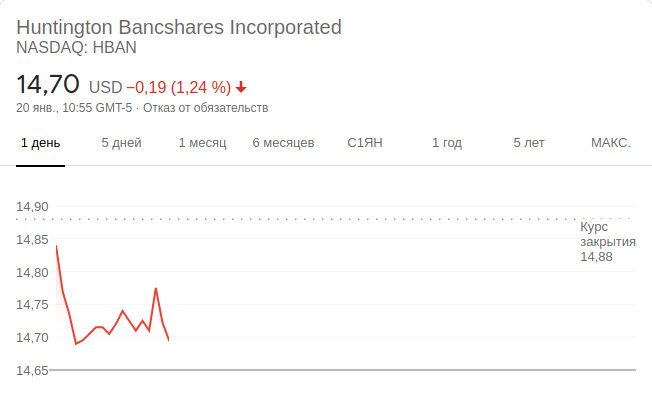 Huntington Bancshares Incorporated
NASDAQ: HBAN
14,70 USD −0,19 (1,24 %)
20 янв., 10:55 GMT-5 · Отказ от обязательств
1 день 5 дней 1 месяц 6 месяцев С1ЯН 1 год 5 лет МАКС.
14,90
Курс
закрытия
14,88
14,85
14,80
14,75
14,70
14,65